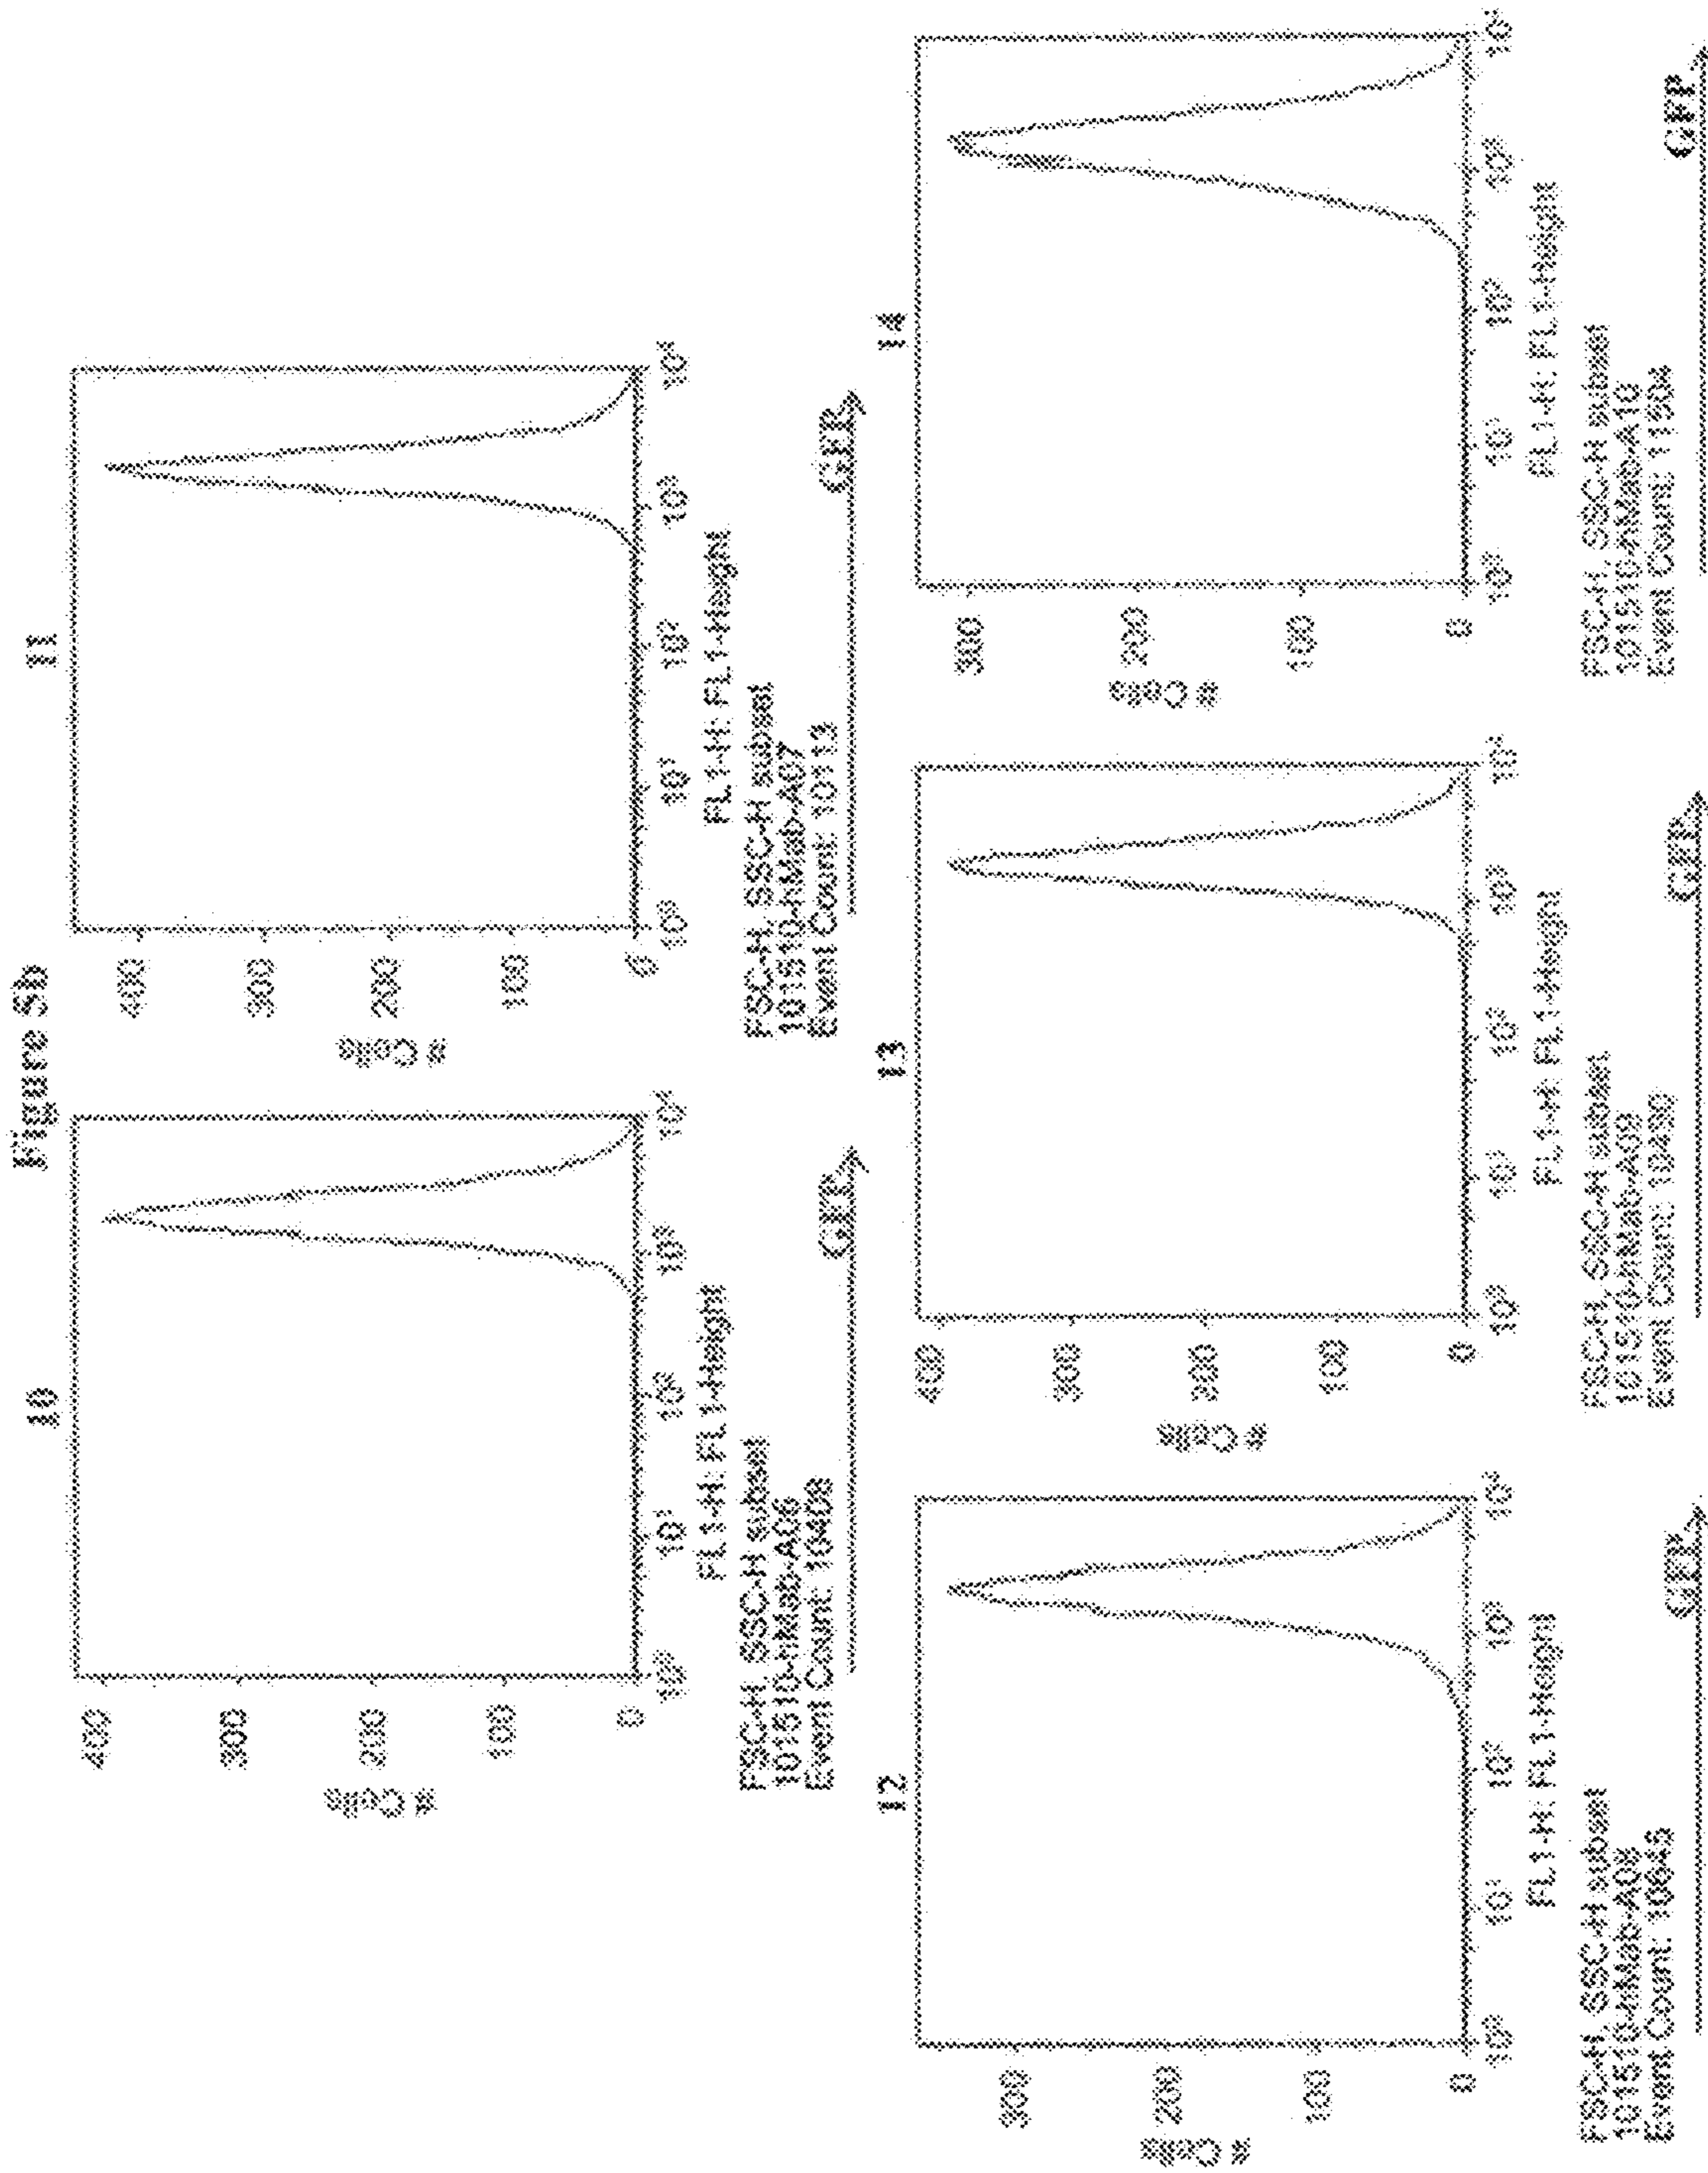 Figure 5b
10
400
300
200
100
0
# Cells
10⁰ 10¹ 10² 10³ 10⁴
FL1-H: FL1-Height
FSC-H, SSC-H subset
101510-hMab-A06
Event Count: 10408
GFP
11
400
300
200
100
0
# Cells
10⁰ 10¹ 10² 10³ 10⁴
FL1-H: FL1-Height
FSC-H, SSC-H subset
101510-hMab-A07
Event Count: 10113
GFP
12
300
200
100
0
# Cells
10⁰ 10¹ 10² 10³ 10⁴
FL1-H: FL1-Height
FSC-H, SSC-H subset
101510-hMab-A08
Event Count:
GFP
13
400
300
200
100
0
# Cells
10⁰ 10¹ 10² 10³ 10⁴
FL1-H: FL1-Height
FSC-H, SSC-H subset
101510-hMab-A09
Event Count:
GFP
14
300
200
100
0
# Cells
10⁰ 10¹ 10² 10³ 10⁴
FL1-H: FL1-Height
FSC-H, SSC-H subset
101510-hMab-A10
Event Count: 11504
GFP